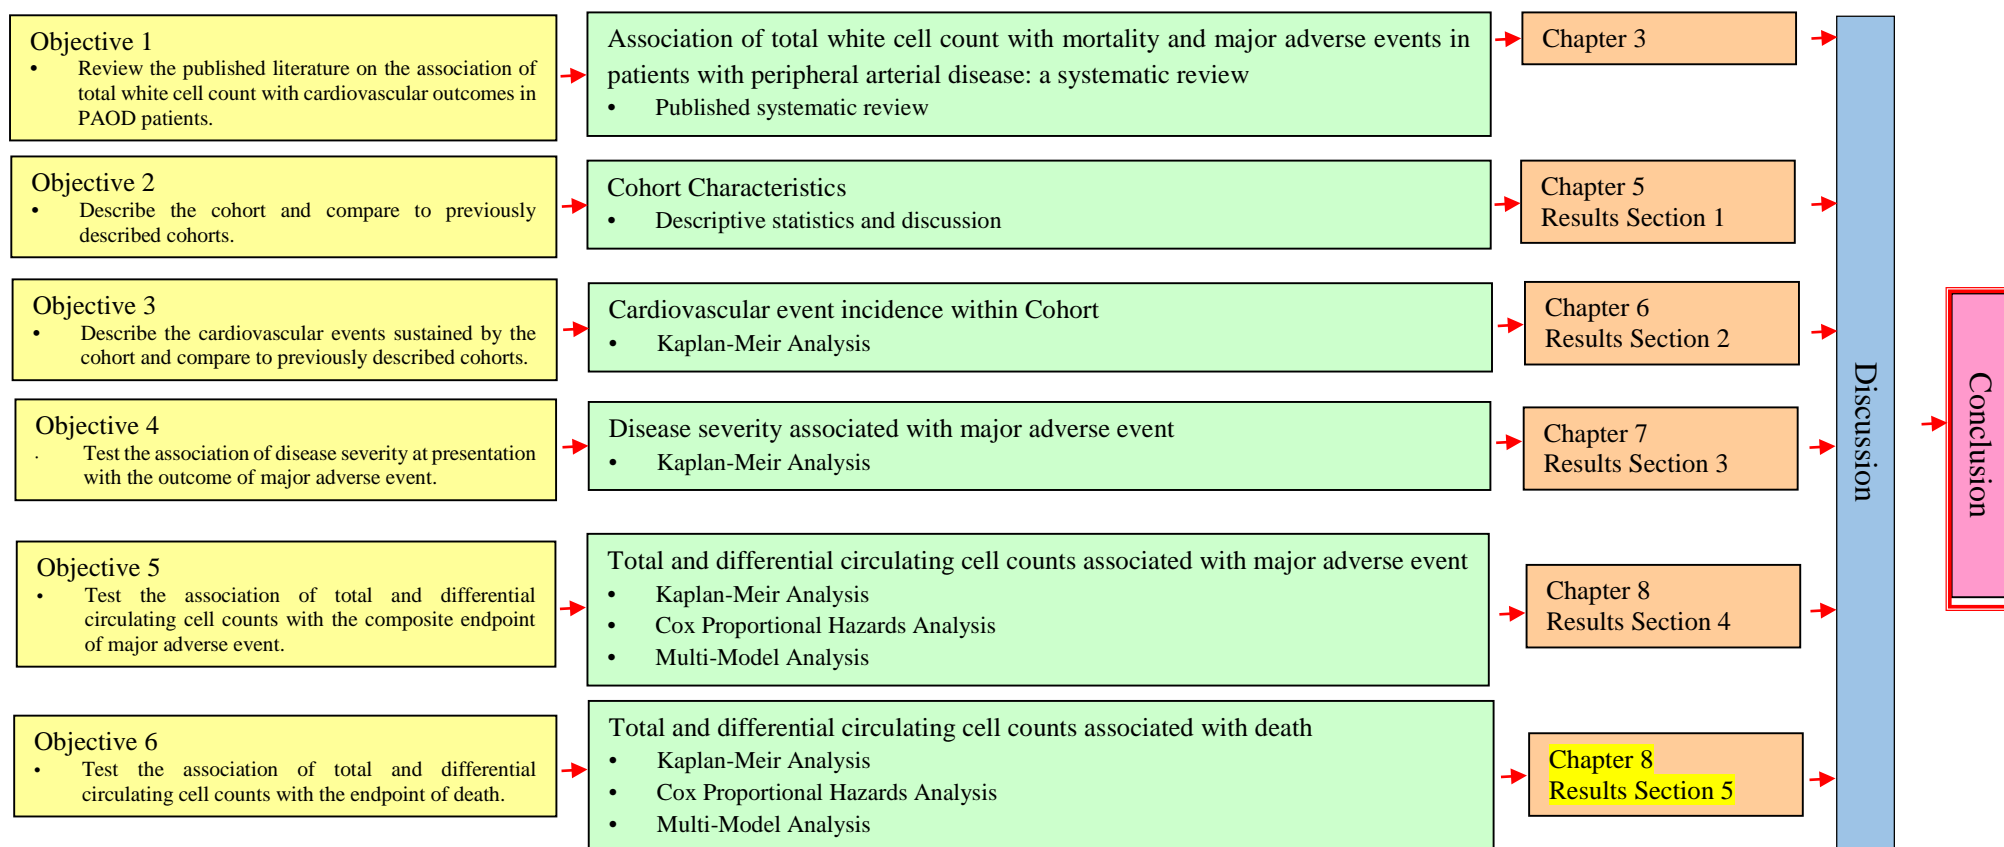 Objective 1
• Review the published literature on the association of
total white cell count with cardiovascular outcomes in
PAOD patients.
Association of total white cell count with mortality and major adverse events in
patients with peripheral arterial disease: a systematic review
• Published systematic review
Chapter 3
Objective 2
• Describe the cohort and compare to previously
described cohorts.
Cohort Characteristics
• Descriptive statistics and discussion
Chapter 5
Results Section 1
Objective 3
• Describe the cardiovascular events sustained by the
cohort and compare to previously described cohorts.
Cardiovascular event incidence within Cohort
• Kaplan-Meir Analysis
Chapter 6
Results Section 2
Objective 4
. Test the association of disease severity at presentation
with the outcome of major adverse event.
Disease severity associated with major adverse event
• Kaplan-Meir Analysis
Chapter 7
Results Section 3
Objective 5
• Test the association of total and differential
circulating cell counts with the composite endpoint
of major adverse event.
Total and differential circulating cell counts associated with major adverse event
• Kaplan-Meir Analysis
• Cox Proportional Hazards Analysis
• Multi-Model Analysis
Chapter 8
Results Section 4
Objective 6
• Test the association of total and differential
circulating cell counts with the endpoint of death.
Total and differential circulating cell counts associated with death
• Kaplan-Meir Analysis
• Cox Proportional Hazards Analysis
• Multi-Model Analysis
Chapter 8
Results Section 5
Discussion
Conclusion